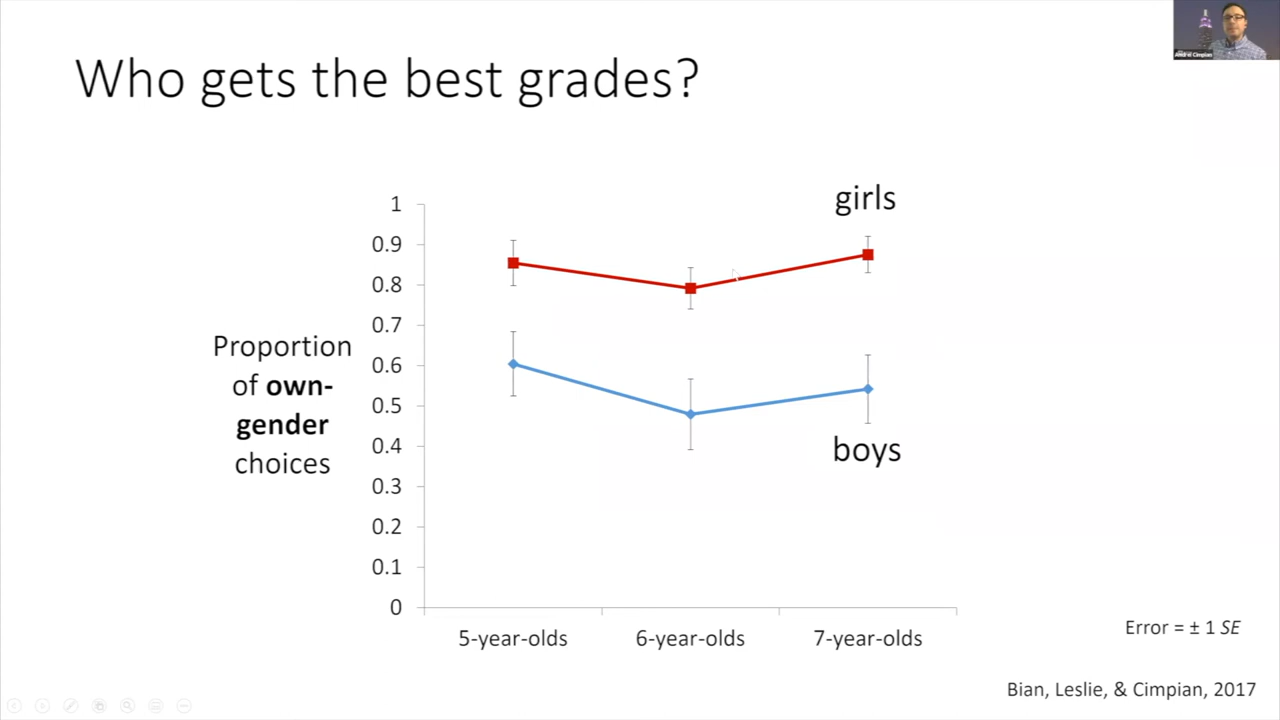 Andrei Cimpian
Who gets the best grades?
girls
1
0.9
0.8
0.7
0.6
0.5
0.4
0.3
0.2
0.1
0
Proportion
of own-
gender
choices
boys
5-year-olds 6-year-olds 7-year-olds
Error = ± 1 SE
Bian, Leslie, & Cimpian, 2017